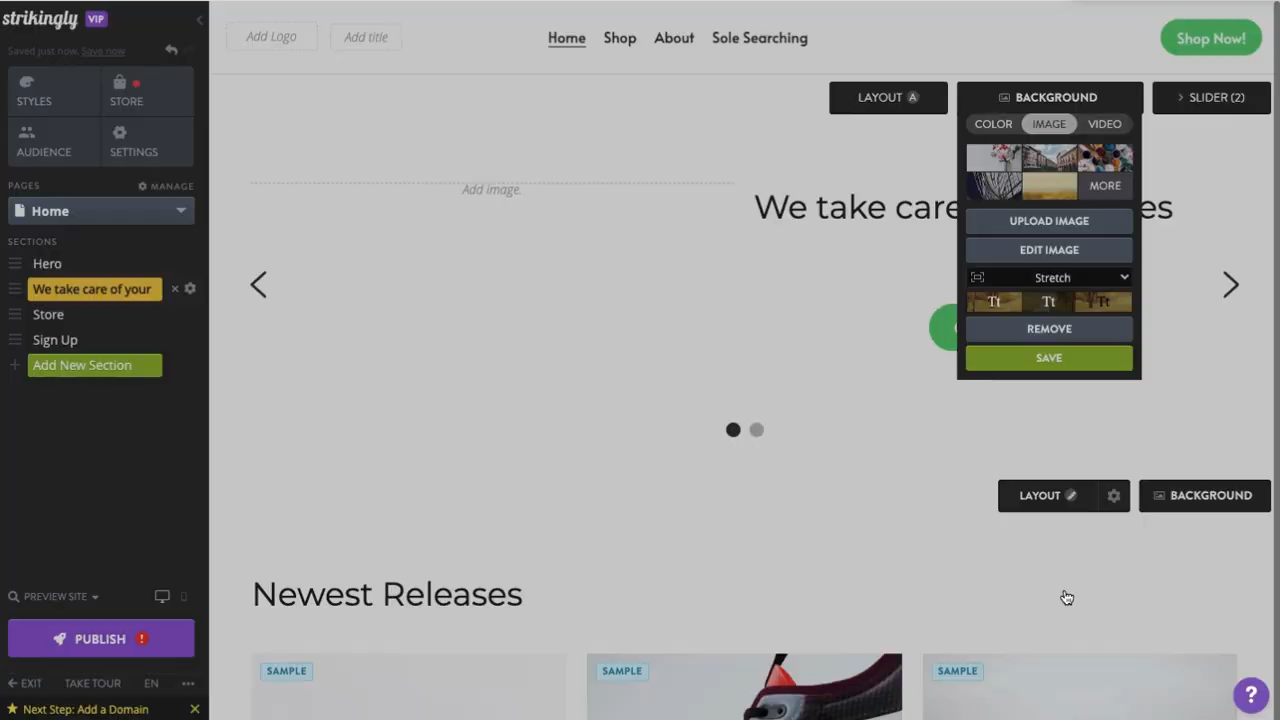 strikingly VIP
Saved just now. Save now
STYLES
STORE
AUDIENCE
SETTINGS
PAGES
MANAGE
Home
SECTIONS
Hero
We take care of your
Store
Sign Up
Add New Section
PREVIEW SITE
PUBLISH
EXIT
TAKE TOUR
EN
Next Step: Add a Domain
Add Logo
Add title
Home
Shop
About
Sole Searching
Shop Now!
LAYOUT A
BACKGROUND
SLIDER (2)
COLOR
IMAGE
VIDEO
MORE
UPLOAD IMAGE
EDIT IMAGE
Stretch
Tt
Tt
Tt
REMOVE
SAVE
Add image.
We take care es
LAYOUT
BACKGROUND
Newest Releases
SAMPLE
SAMPLE
SAMPLE
?